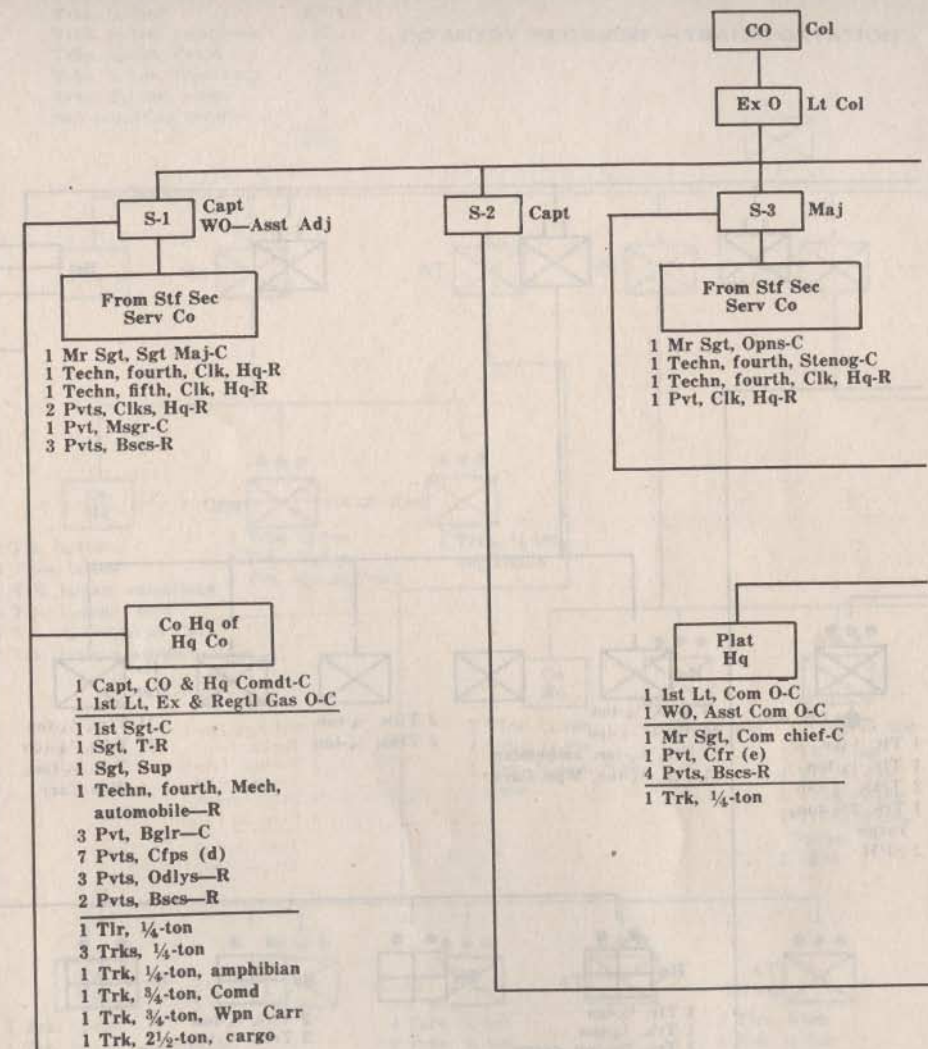 CO Col
Ex O Lt Col
S-1
Capt
WO—Asst Adj
From Stf Sec
Serv Co
1 Mr Sgt, Sgt Maj-C
1 Techn, fourth, Clk, Hq-R
1 Techn, fifth, Clk, Hq-R
2 Pvts, Clks, Hq-R
1 Pvt, Msgr-C
3 Pvts, Bscs-R
S-2 Capt
S-3 Maj
From Stf Sec
Serv Co
1 Mr Sgt, Opns-C
1 Techn, fourth, Stenog-C
1 Techn, fourth, Clk, Hq-R
1 Pvt, Clk, Hq-R
Co Hq of
Hq Co
1 Capt, CO & Hq Comdt-C
1 1st Lt, Ex & Regtl Gas O-C
1 1st Sgt-C
1 Sgt, T-R
1 Sgt, Sup
1 Techn, fourth, Mech,
automobile—R
3 Pvt, Bglr—C
7 Pvts, Cfps (d)
3 Pvts, Odlys—R
2 Pvts, Bscs—R
1 Tlr, ¼-ton
3 Trks, ¼-ton
1 Trk, ¼-ton, amphibian
1 Trk, ¾-ton, Comd
1 Trk, ¾-ton, Wpn Carr
1 Trk, 2½-ton, cargo
Plat
Hq
1 1st Lt, Com O-C
1 WO, Asst Com O-C
1 Mr Sgt, Com chief-C
1 Pvt, Cfr (e)
4 Pvts, Bscs-R
1 Trk, ¼-ton